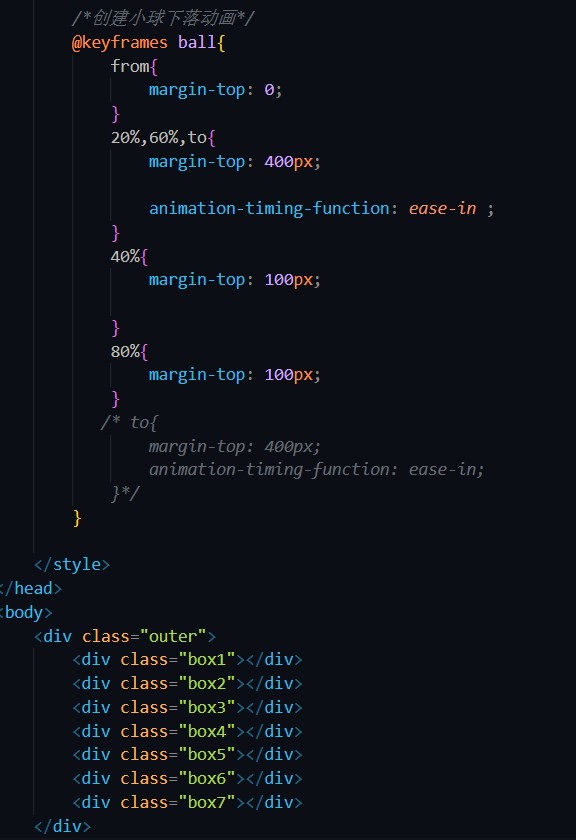 /*创建小球下落动画*/
@keyframes ball{
from{
margin-top: 0;
}
20%,60%,to{
margin-top: 400px;
animation-timing-function: ease-in ;
}
40%{
margin-top: 100px;
}
80%{
margin-top: 100px;
}
/* to{
margin-top: 400px;
animation-timing-function: ease-in;
}*/
}
</style>
</head>
<body>
<div class="outer">
<div class="box1"></div>
<div class="box2"></div>
<div class="box3"></div>
<div class="box4"></div>
<div class="box5"></div>
<div class="box6"></div>
<div class="box7"></div>
</div>